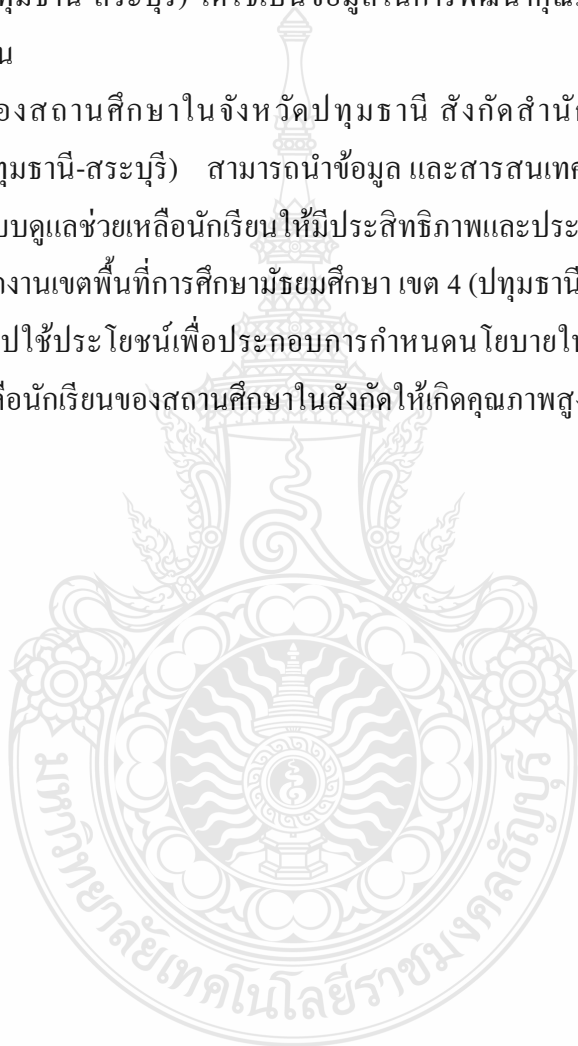 ทุมธานี-สระบุรี) ได้ใช้เป็นข้อมูลในการพัฒนา
น
องสถานศึกษาในจังหวัดปทุมธานี สังกัดสำนัก
ทุมธานี-สระบุรี) สามารถนำข้อมูล และสารสนเทศ
บบดูแลช่วยเหลือนักเรียนให้มีประสิทธิภาพและประ
งานเขตพื้นที่การศึกษามัธยมศึกษา เขต 4 (ปทุมธานี
ปใช้ประโยชน์เพื่อประกอบการกำหนดนโยบายใน
ือนักเรียนของสถานศึกษาในสังกัดให้เกิดคุณภาพสูง
มหาวิทยาลัยเทคโนโลยีราชมงคลธัญบุรี